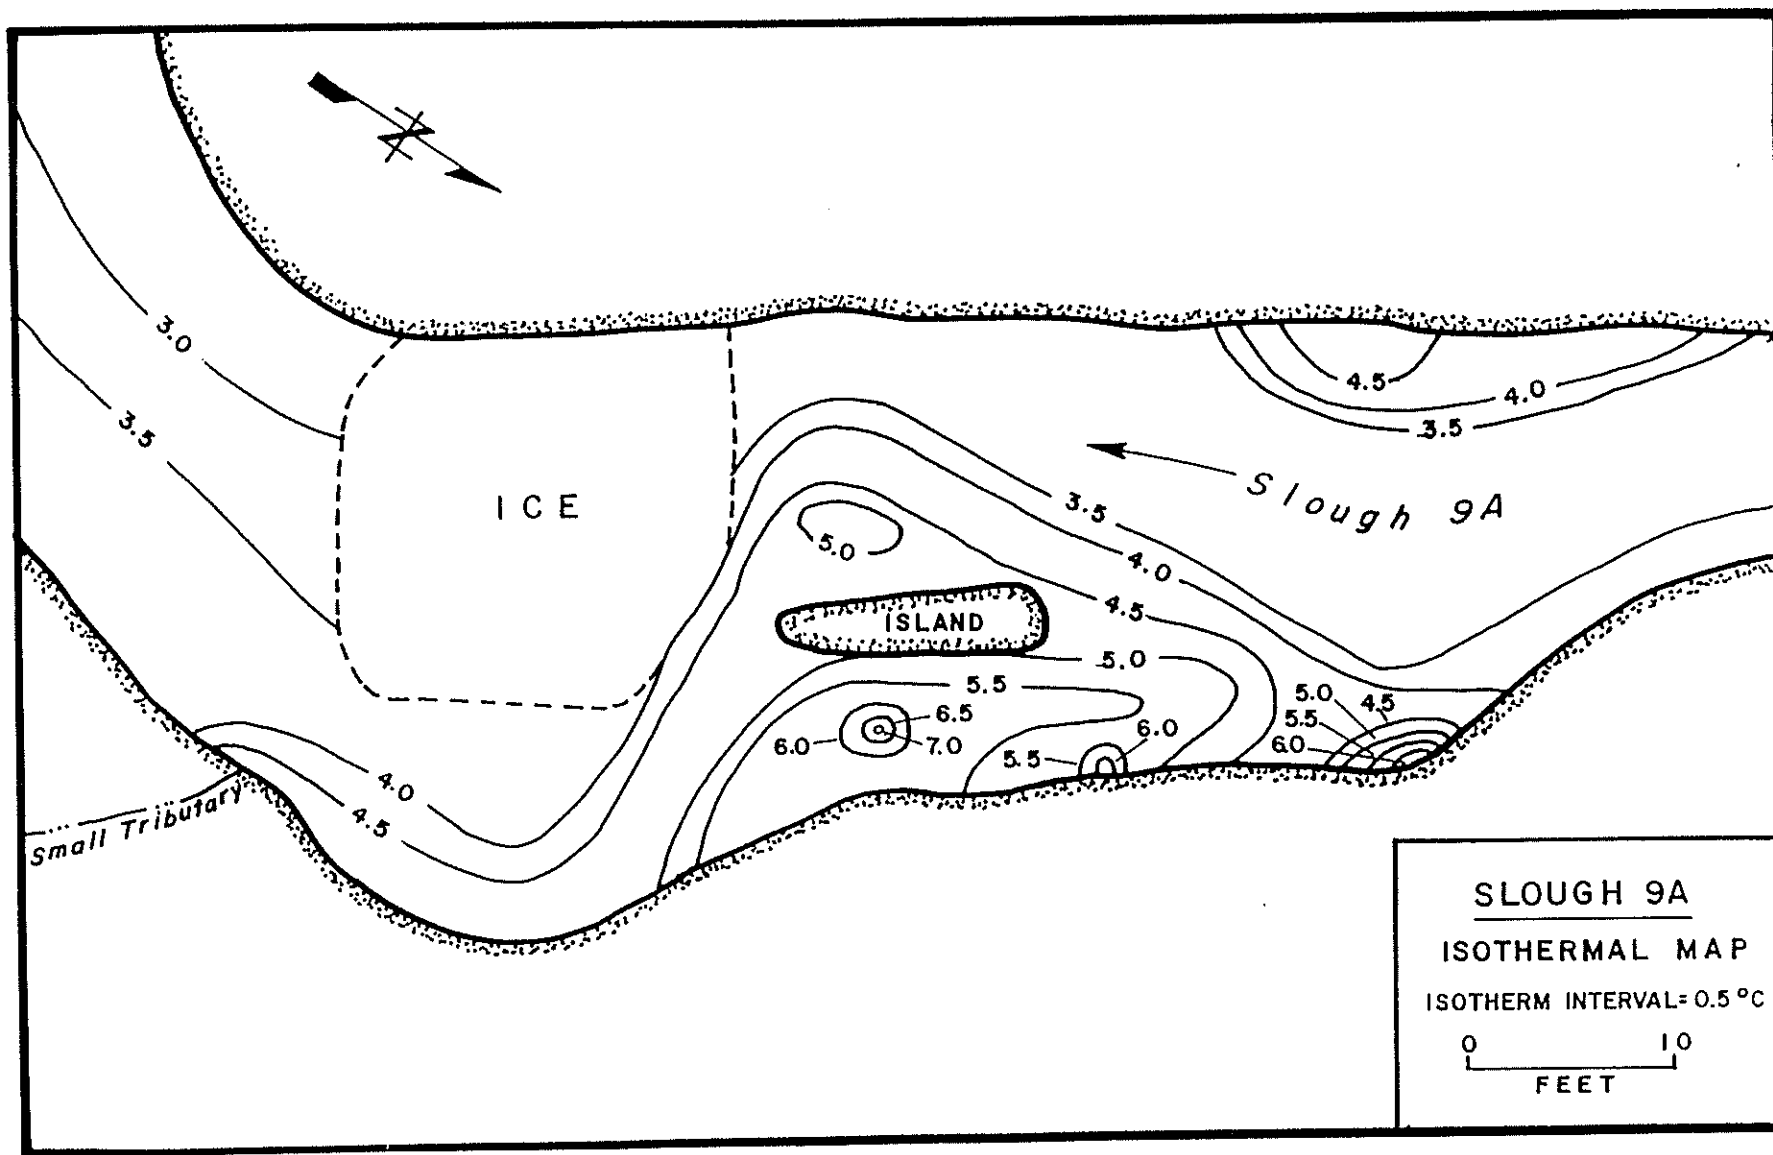 N
3.0
3.5
ICE
4.5
4.0
3.5
Slough 9A
3.5
4.0
4.5
5.0
ISLAND
5.0
5.5
6.5
6.0
7.0
5.5
6.0
5.0
4.5
5.5
6.0
4.0
4.5
Small Tributary
SLOUGH 9A
ISOTHERMAL MAP
ISOTHERM INTERVAL= 0.5 °C
0 10
FEET